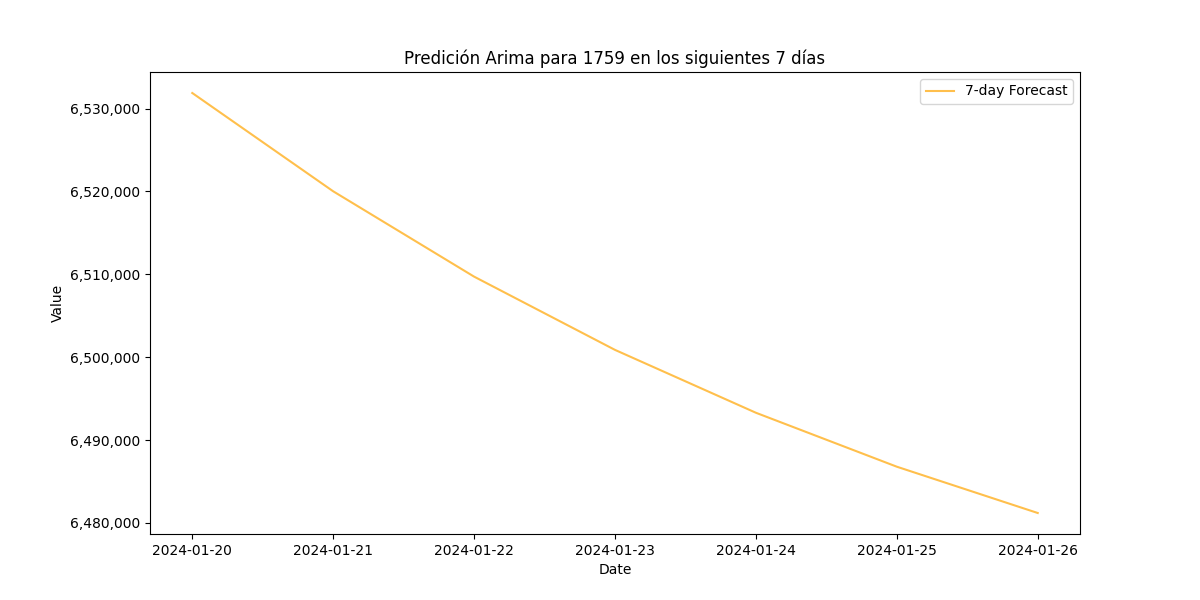 Predición Arima para 1759 en los siguientes 7 días
7-day Forecast
6,530,000
6,520,000
6,510,000
6,500,000
6,490,000
6,480,000
Value
2024-01-20 2024-01-21 2024-01-22 2024-01-23 2024-01-24 2024-01-25 2024-01-26
Date